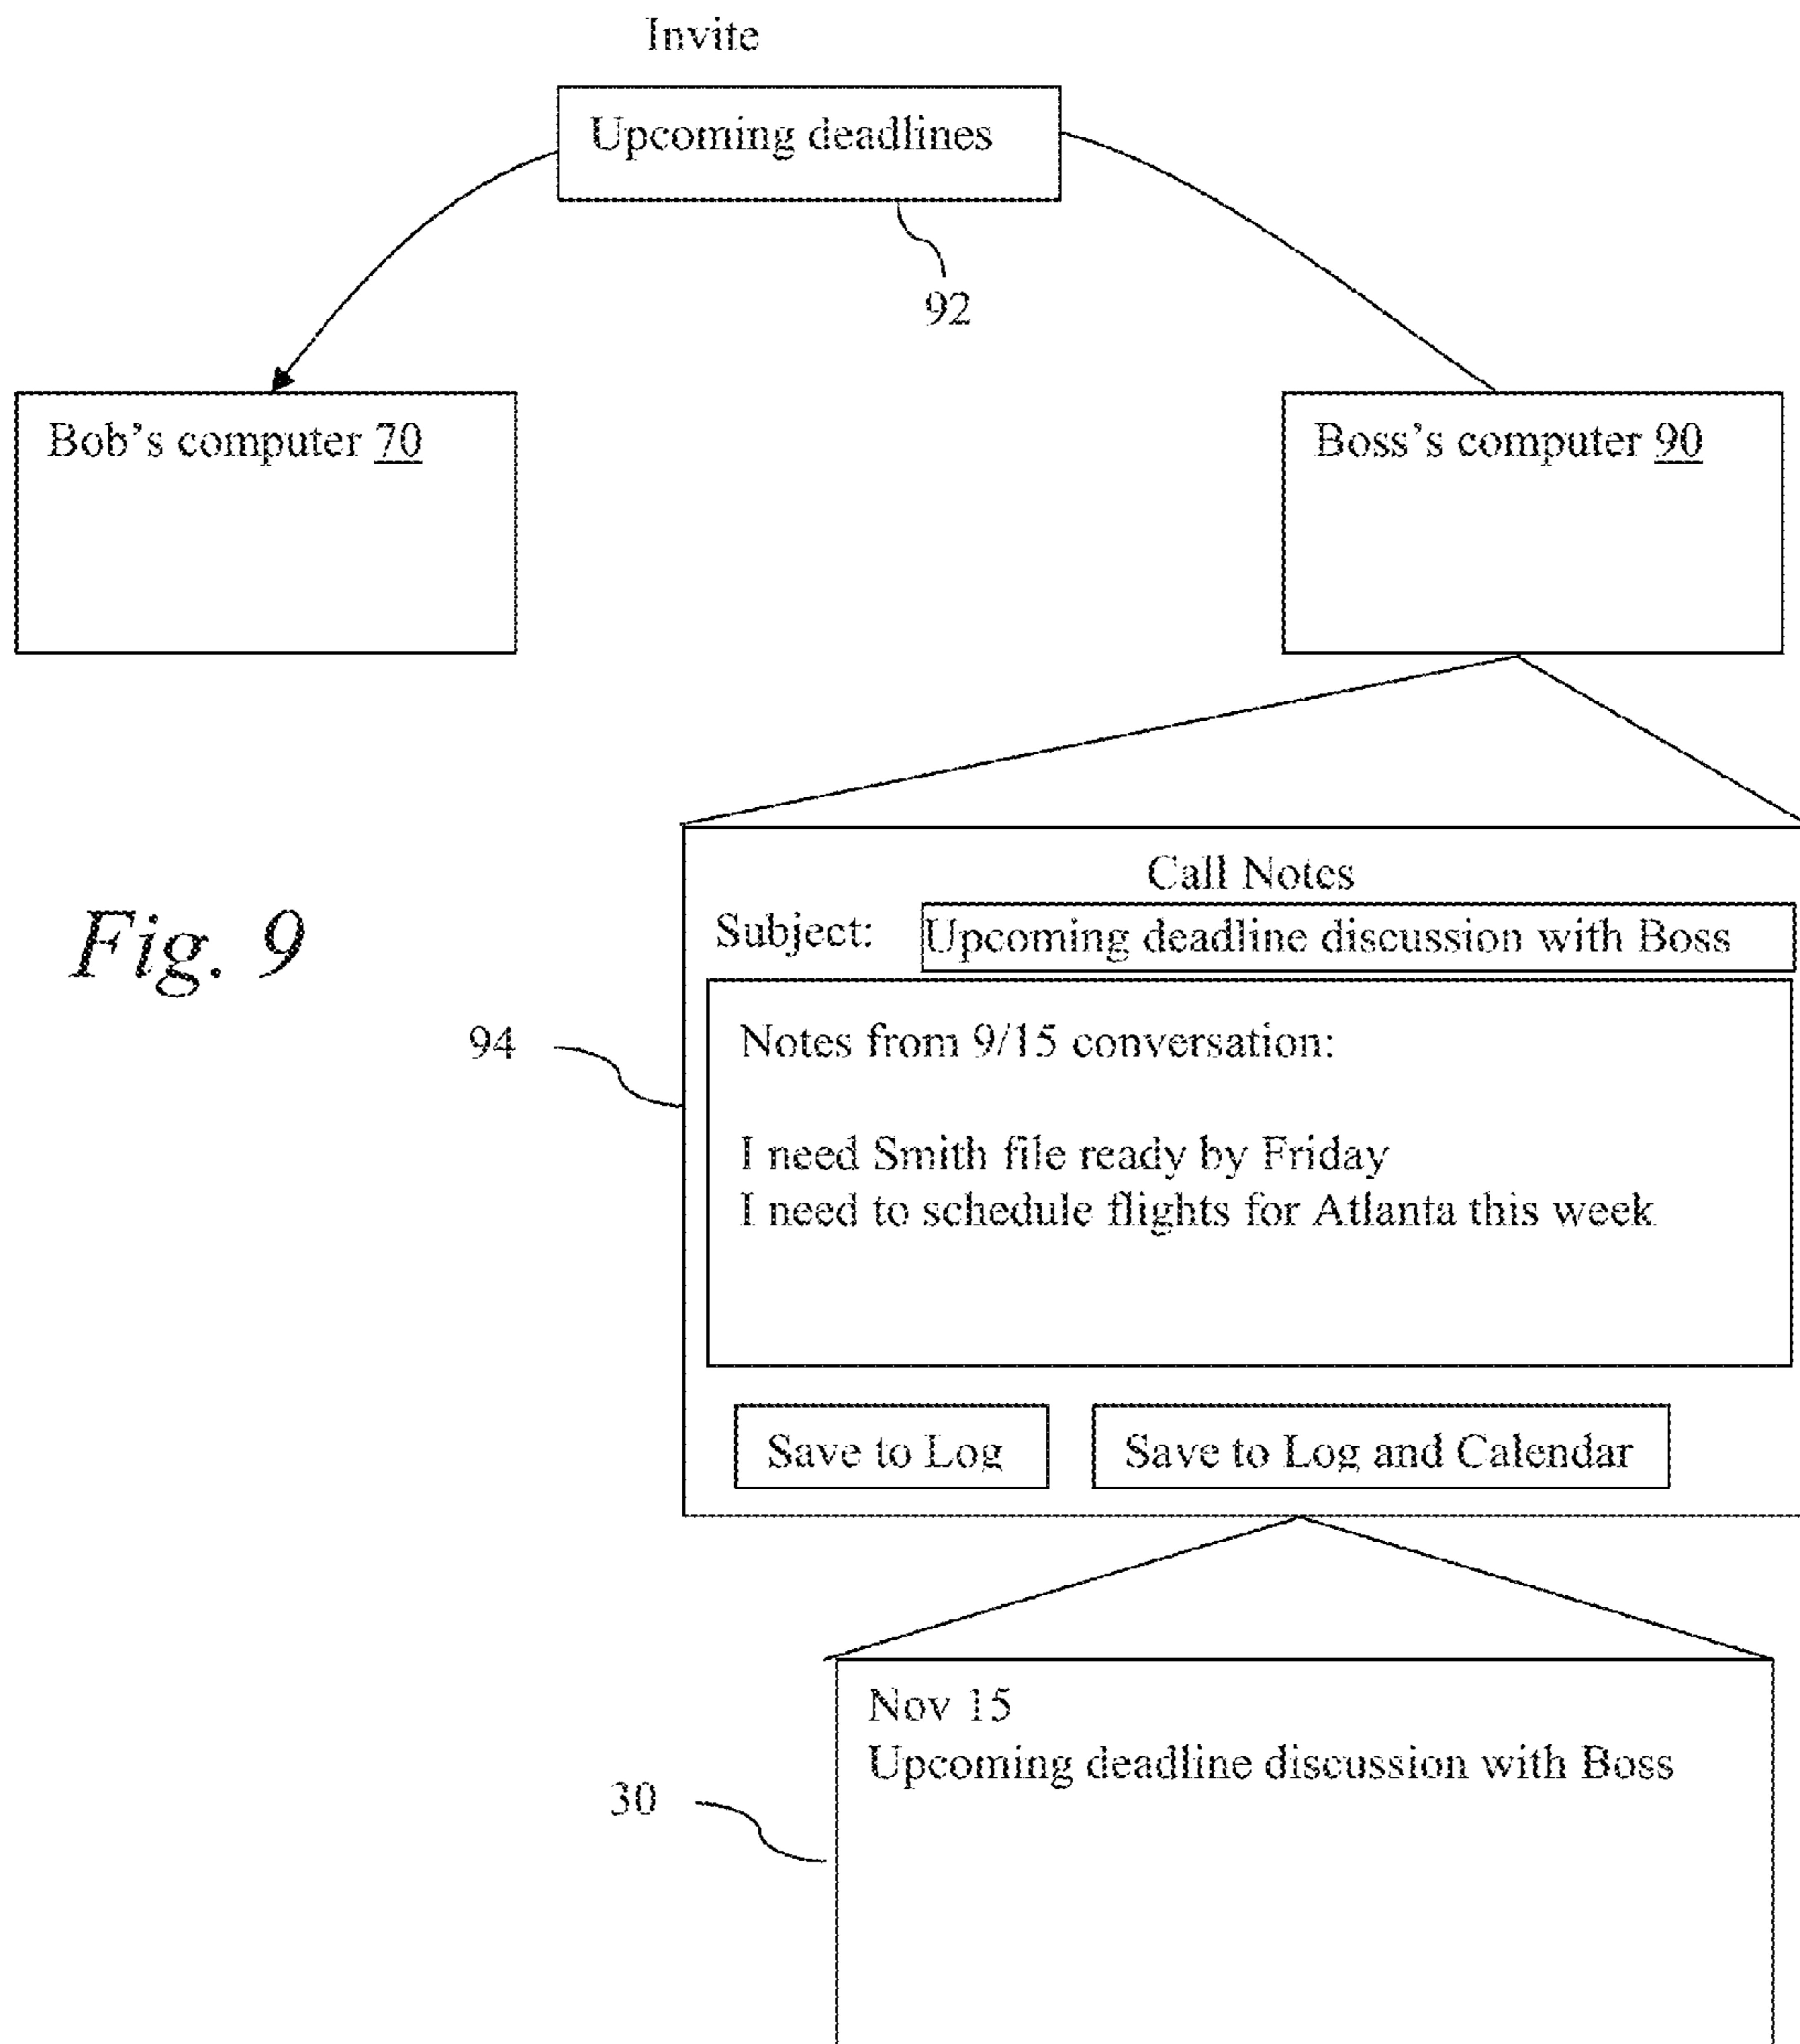 Invite
Upcoming deadlines
92
Bob's computer 70
Boss's computer 90
Fig. 9
Call Notes
Subject: Upcoming deadline discussion with Boss
94
Notes from 9/15 conversation:
I need Smith file ready by Friday
I need to schedule flights for Atlanta this week
Save to Log
Save to Log and Calendar
Nov 15
Upcoming deadline discussion with Boss
30